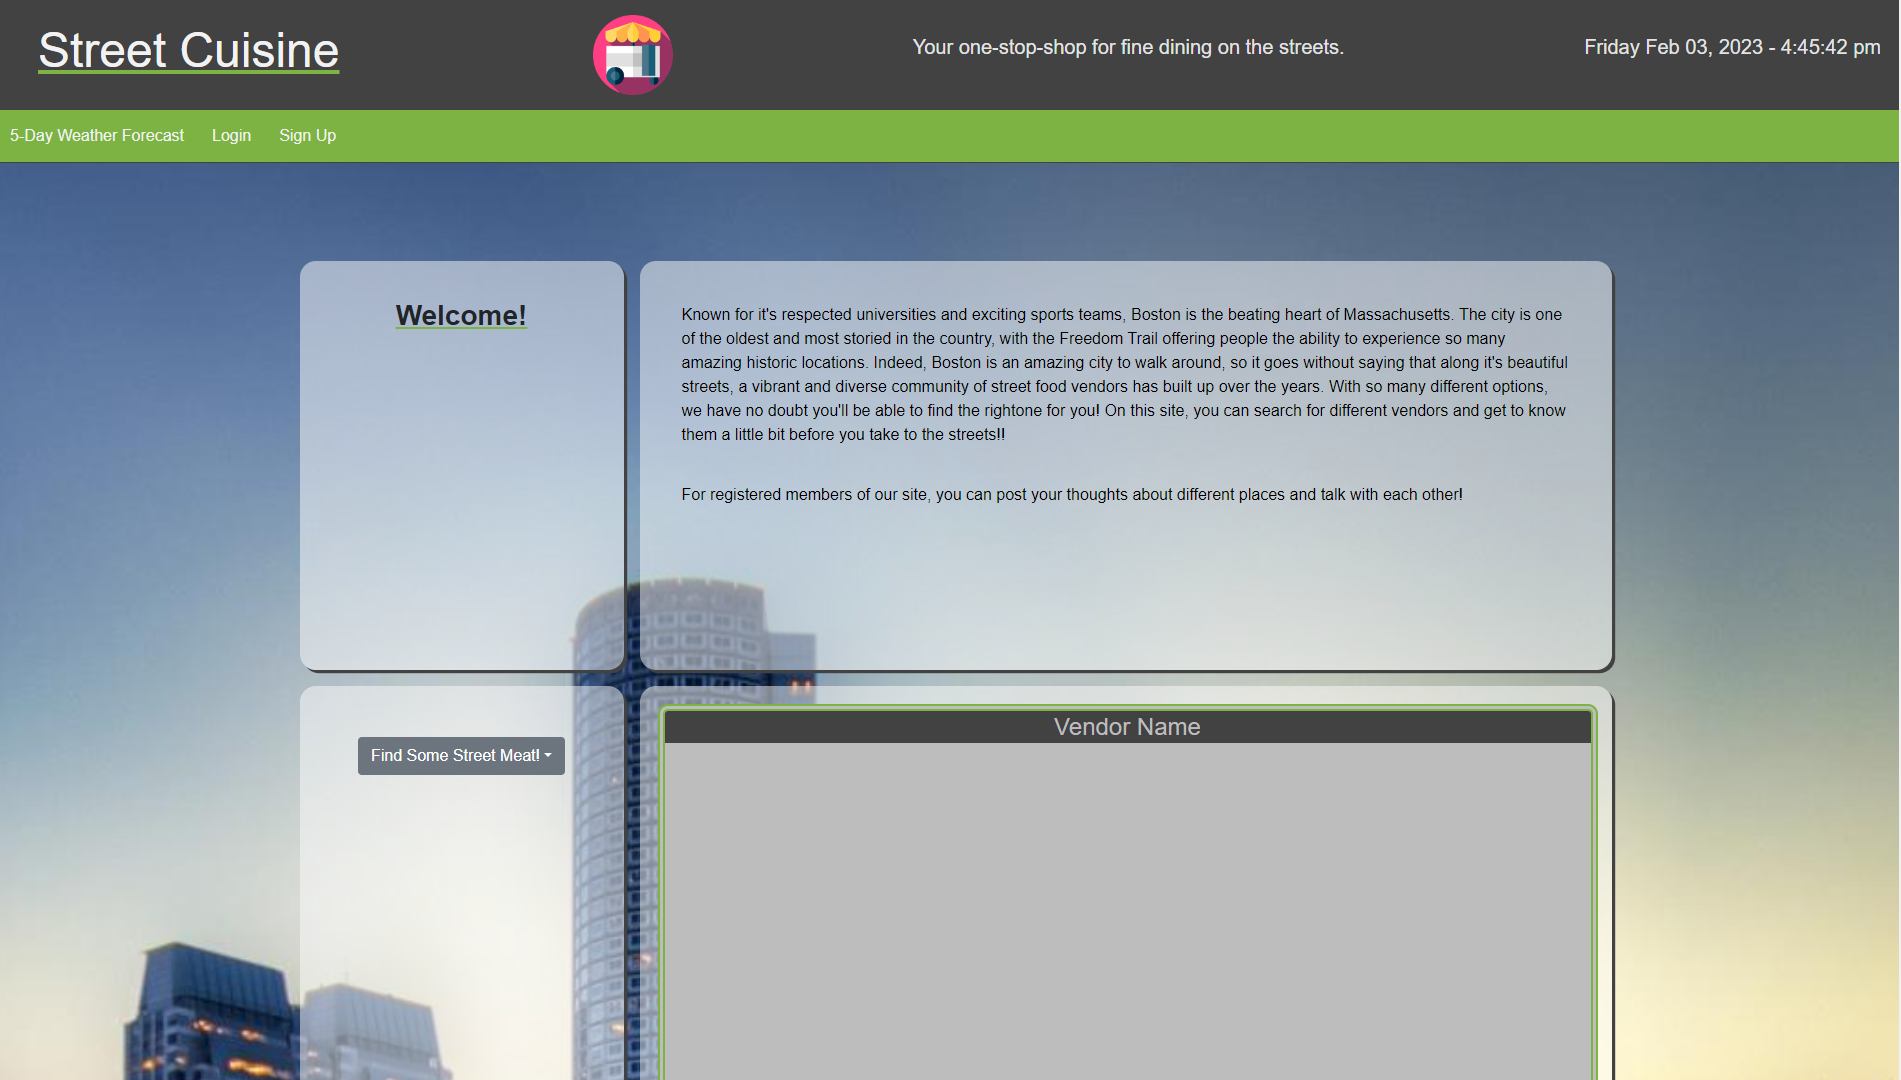 Street Cuisine
Your one-stop-shop for fine dining on the streets.
Friday Feb 03, 2023 - 4:45:42 pm
5-Day Weather Forecast
Login
Sign Up
Welcome!
Known for it's respected universities and exciting sports teams, Boston is the beating heart of Massachusetts. The city is one
of the oldest and most storied in the country, with the Freedom Trail offering people the ability to experience so many
amazing historic locations. Indeed, Boston is an amazing city to walk around, so it goes without saying that along it's beautiful
streets, a vibrant and diverse community of street food vendors has built up over the years. With so many different options,
we have no doubt you'll be able to find the rightone for you! On this site, you can search for different vendors and get to know
them a little bit before you take to the streets!!
For registered members of our site, you can post your thoughts about different places and talk with each other!
Find Some Street Meat!
Vendor Name